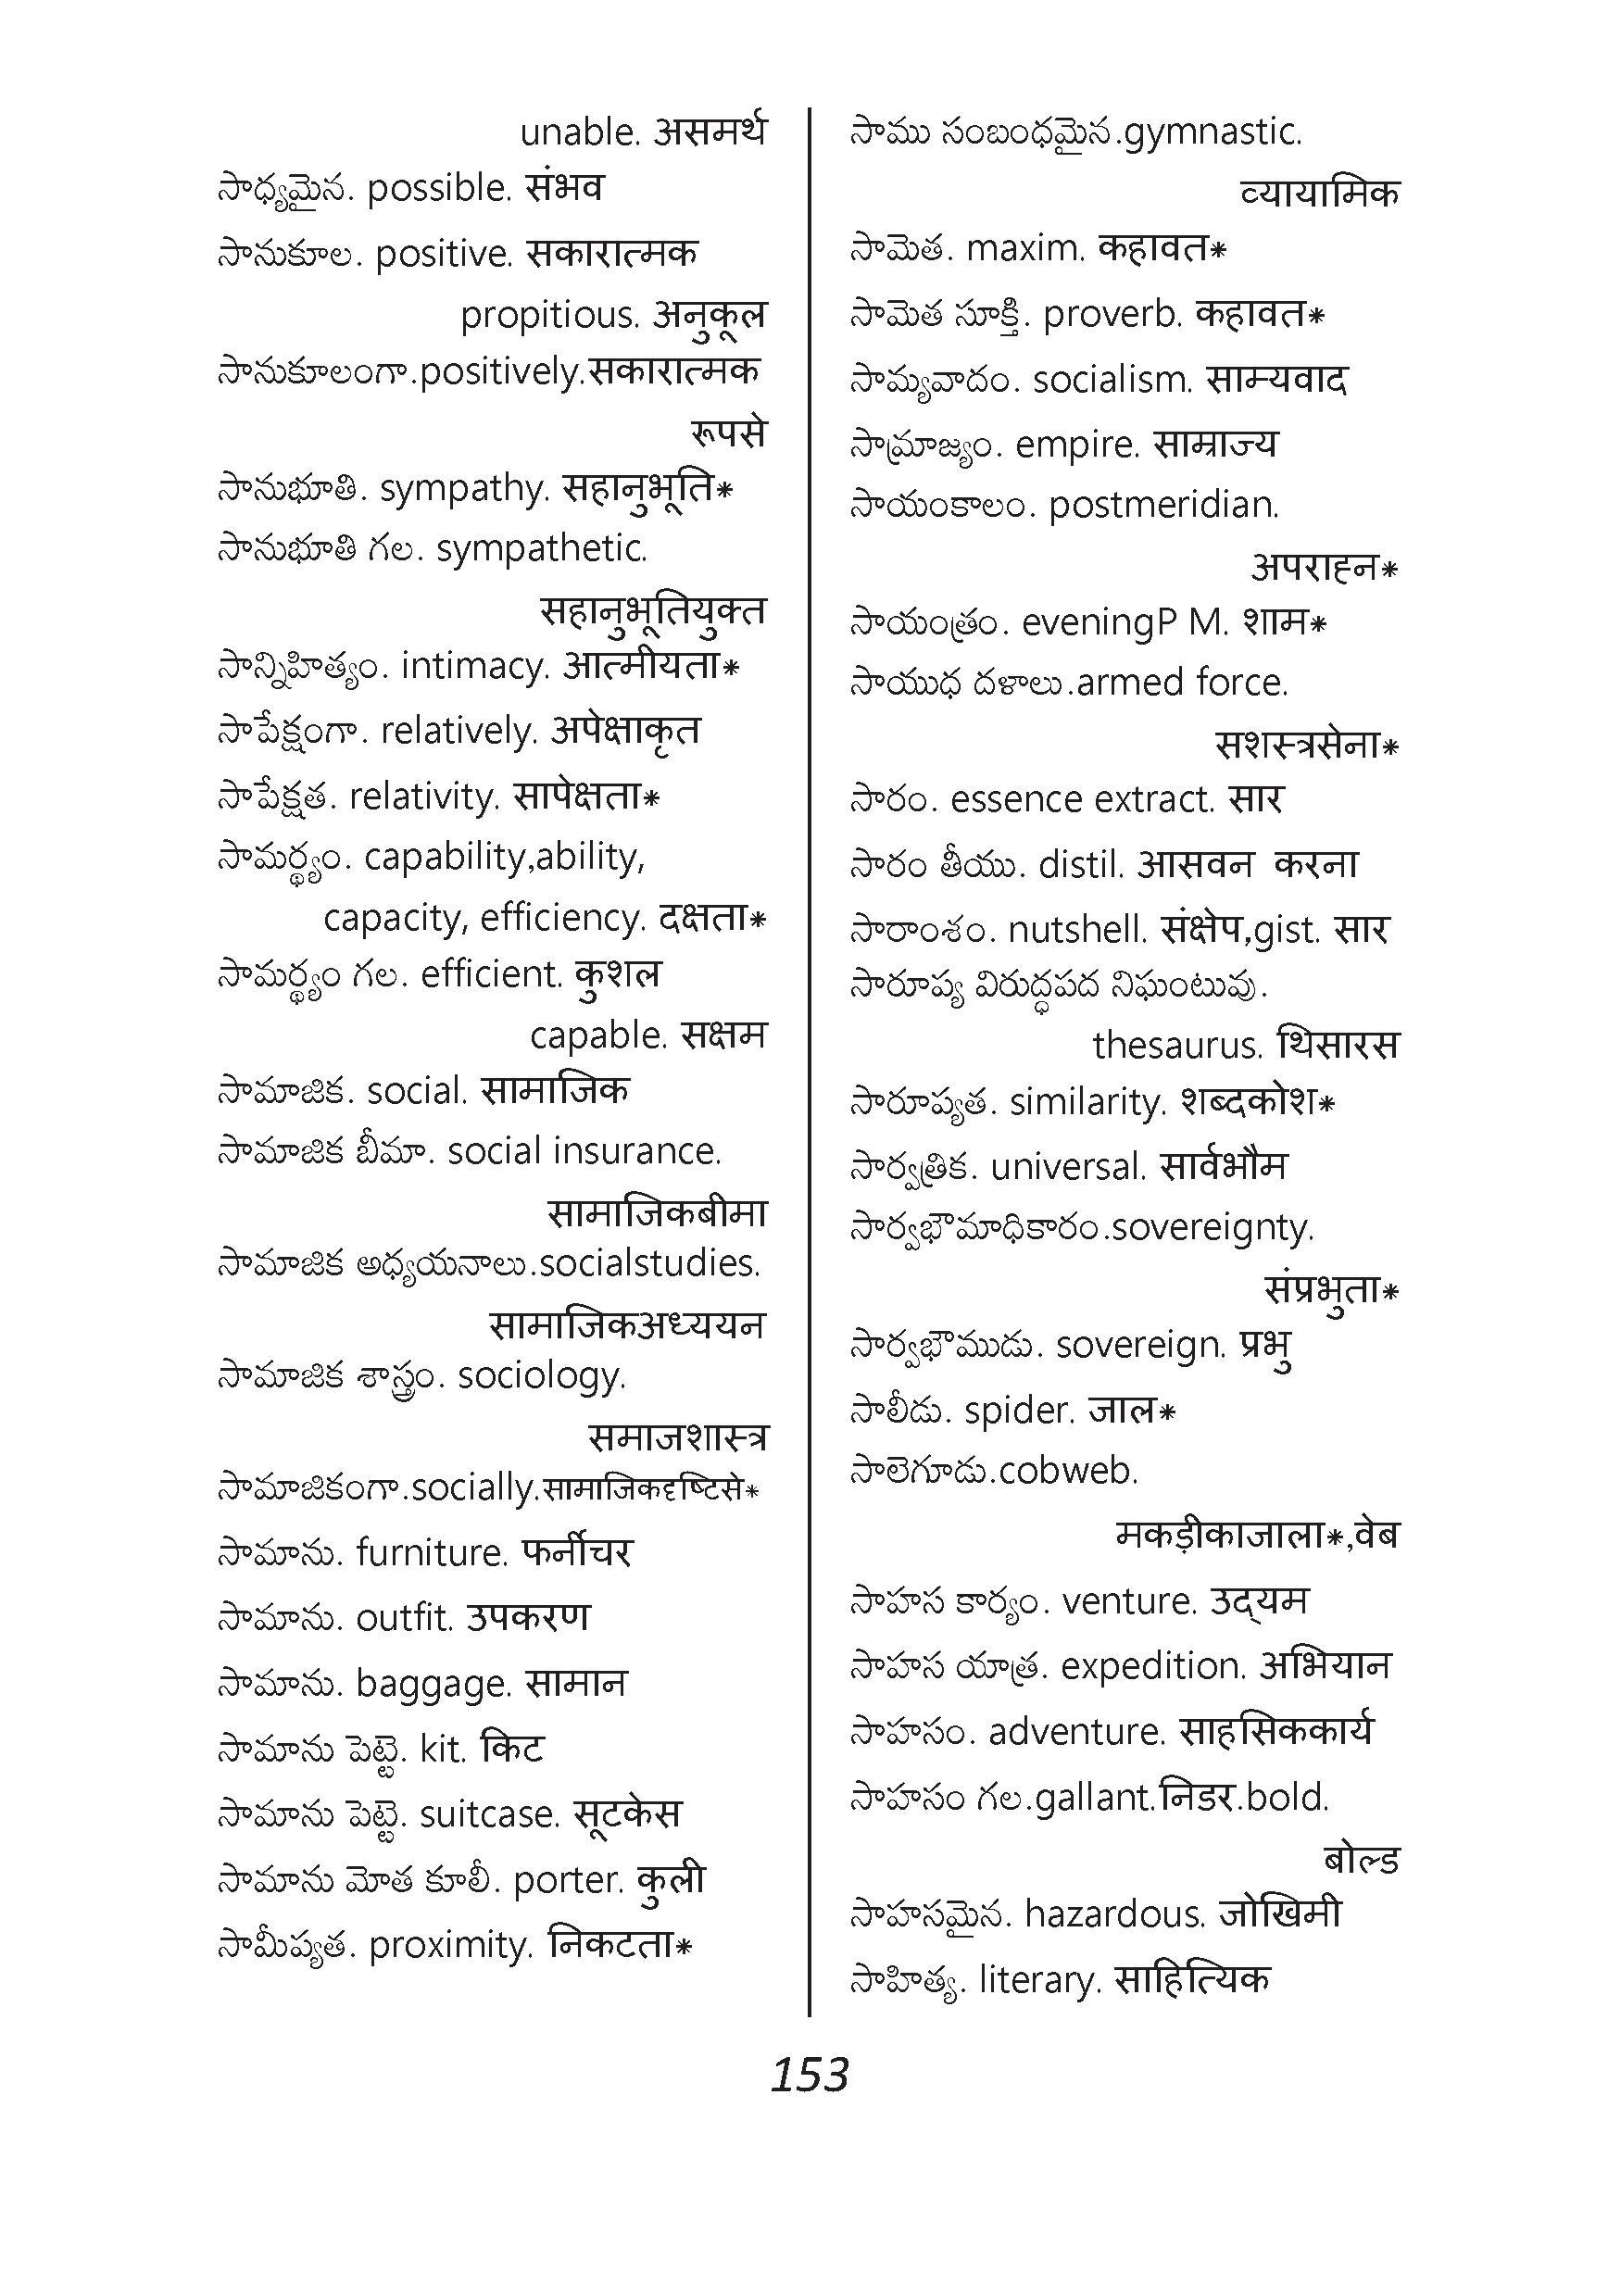 unable. असमर्थ
సాధ్యమైన. possible. संभव
సానుకూల. positive. सकारात्मक
propitious. अनुकूल
సానుకూలంగా.positively.सकारात्मक
रूपसे
సానుభూతి. sympathy. सहानुभूति*
సానుభూతి గల. sympathetic.
सहानुभूतियुक्त
సాన్నిహిత్యం. intimacy. आत्मीयता*
సాపేక్షంగా. relatively. अपेक्षाकृत
సాపేక్షత. relativity. सापेक्षता*
సామర్థ్యం. capability,ability,
capacity, efficiency. दक्षता*
సామర్థ్యం గల. efficient. कुशल
capable. सक्षम
సామాజిక. social. सामाजिक
సామాజిక బీమా. social insurance.
सामाजिकबीमा
సామాజిక అధ్యయనాలు.socialstudies.
सामाजिकअध्ययन
సామాజిక శాస్త్రం. sociology.
समाजशास्त्र
సామాజికంగా.socially.सामाजिकदृष्टिसे*
సామాను. furniture. फर्नीचर
సామాను. outfit. उपकरण
సామాను. baggage. सामान
సామాను పెట్టె. kit. किट
సామాను పెట్టె. suitcase. सूटकेस
సామాను మోత కూలీ. porter. कुली
సామీప్యత. proximity. निकटता*
సాము సంబంధమైన.gymnastic.
व्यायामिक
సామెత. maxim. कहावत*
సామెత సూక్తి. proverb. कहावत*
సామ్యవాదం. socialism. साम्यवाद
సామ్రాజ్యం. empire. साम्राज्य
సాయంకాలం. postmeridian.
अपराह्न*
సాయంత్రం. eveningP M. शाम*
సాయుధ దళాలు.armed force.
सशस्त्रसेना*
సారం. essence extract. सार
సారం తీయు. distil. आसवन करना
సారాంశం. nutshell. संक्षेप,gist. सार
సారూప్య విరుద్ధపద నిఘంటువు.
thesaurus. थिसारस
సారూప్యత. similarity. शब्दकोश*
సార్వత్రిక. universal. सार्वभौम
సార్వభౌమాధికారం.sovereignty.
संप्रभुता*
సార్వభౌముడు. sovereign. प्रभु
సాలీడు. spider. जाल*
సాలెగూడు.cobweb.
मकड़ीकाजाला*,वेब
సాహస కార్యం. venture. उद्‌यम
సాహస యాత్ర. expedition. अभियान
సాహసం. adventure. साहसिककार्य
సాహసం గల.gallant.निडर.bold.
बोल्ड
సాహసమైన. hazardous. जोखिमी
సాహిత్య. literary. साहित्यिक
153